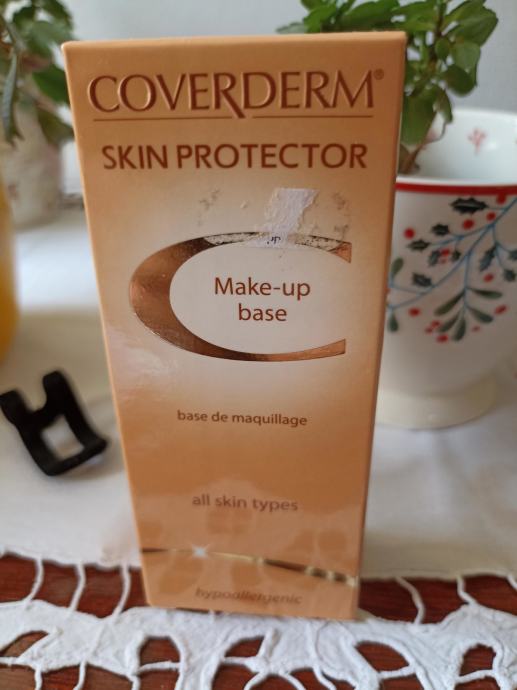 COVERDERM®
SKIN PROTECTOR
Make-up
base
base de maquillage
all skin types
hypoallergenic